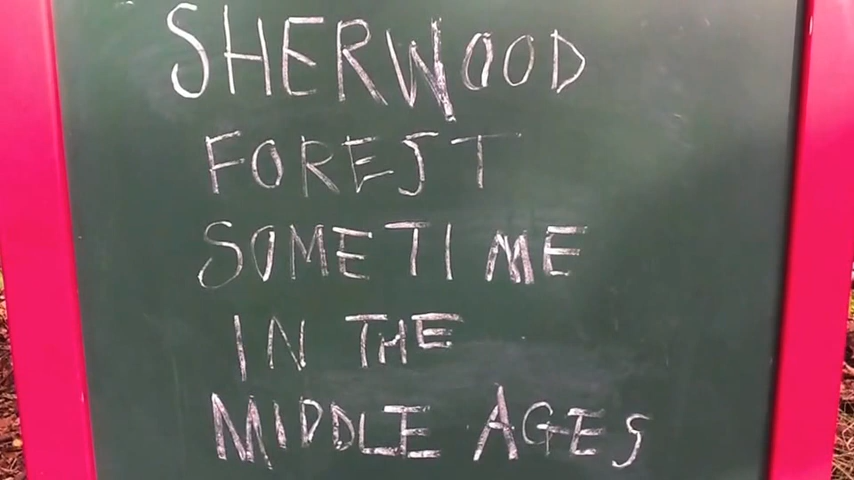 SHERWOOD
FOREST
SOMETIME
IN THE
MIDDLE AGES